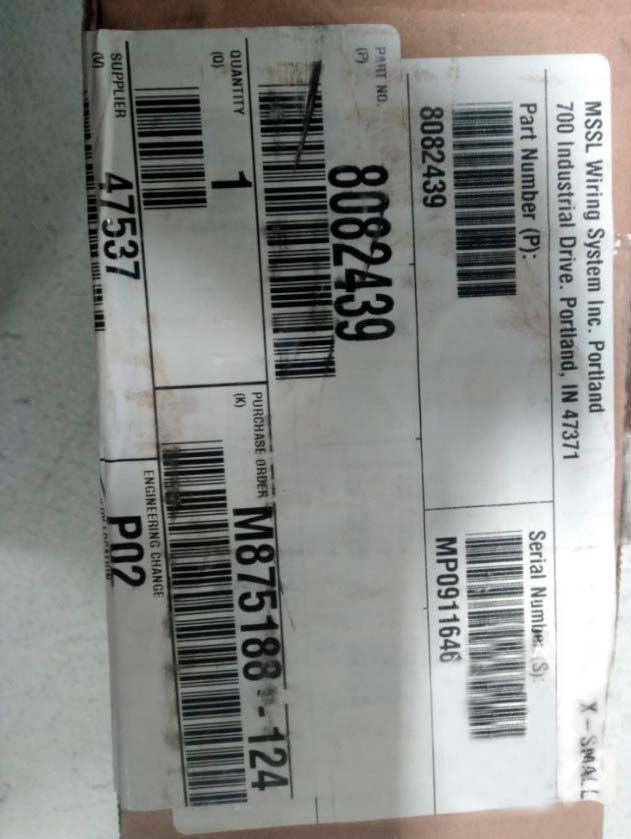 X-SMALL
MSSL Wiring System Inc. Portland
700 Industrial Drive. Portland, IN 47371
Part Number (P):
8082439
Serial Number (S):
MP0911646
PART NO.
(P)
8082439
QUANTITY
(Q)
1
PURCHASE ORDER
(K)
M875188 - 124
SUPPLIER
(V)
47537
ENGINEERING CHANGE
P02